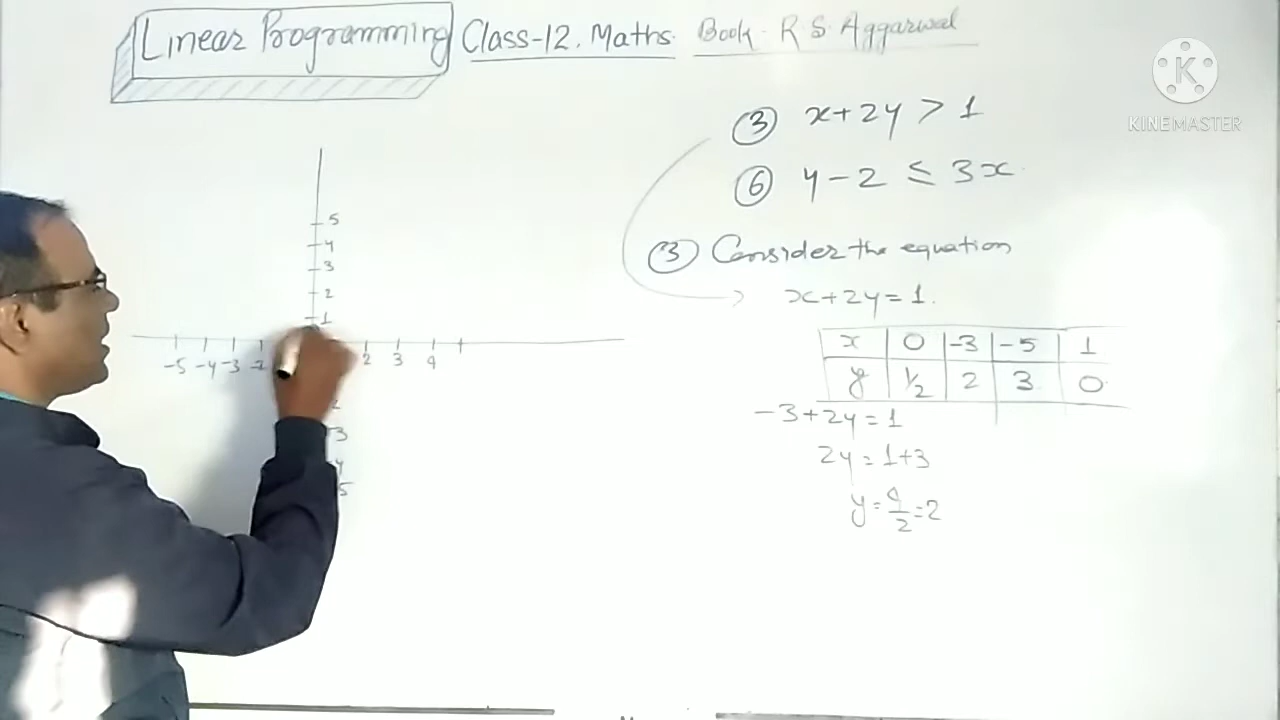 Linear Programming Class-12. Maths. Book - R S Aggarwal
K
KINEMASTER
③ x+2y > 1
⑥ y-2 ≤ 3x
③ Consider the equation
x+2y=1.
x 0 -3 -5 1
y 1/2 2 3 0
-3+2y=1
2y=1+3
y=4/2=2
5
4
3
2
1
-5 -4 -3 -2 2 3 4
3
4
5